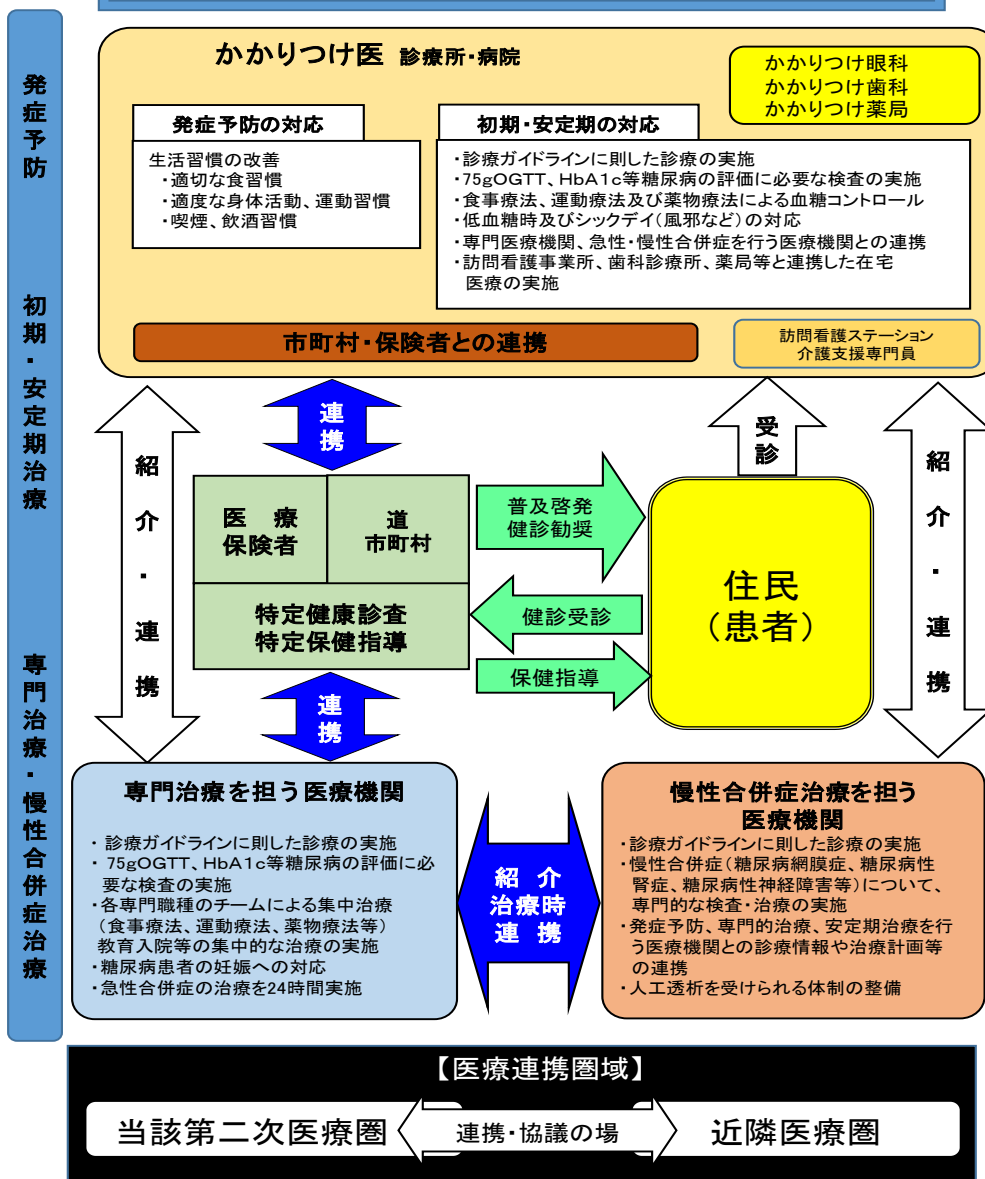 発症予防
初期・安定期治療
専門治療・慢性合併症治療
かかりつけ医 診療所・病院
かかりつけ眼科
かかりつけ歯科
かかりつけ薬局
発症予防の対応
生活習慣の改善
・適切な食習慣
・適度な身体活動、運動習慣
・喫煙、飲酒習慣
初期・安定期の対応
・診療ガイドラインに則した診療の実施
・75gOGTT、HbA1c等糖尿病の評価に必要な検査の実施
・食事療法、運動療法及び薬物療法による血糖コントロール
・低血糖時及びシックデイ(風邪など)の対応
・専門医療機関、急性・慢性合併症を行う医療機関との連携
・訪問看護事業所、歯科診療所、薬局等と連携した在宅
医療の実施
市町村・保険者との連携
訪問看護ステーション
介護支援専門員
紹介・連携
連携
受診
紹介・連携
医 療
保険者
道
市町村
特定健康診査
特定保健指導
普及啓発
健診勧奨
健診受診
保健指導
住民
(患者)
連携
専門治療を担う医療機関
・診療ガイドラインに則した診療の実施
・75gOGTT、HbA1c等糖尿病の評価に必
要な検査の実施
・各専門職種のチームによる集中治療
(食事療法、運動療法、薬物療法等)
教育入院等の集中的な治療の実施
・糖尿病患者の妊娠への対応
・急性合併症の治療を24時間実施
紹 介
治療時
連 携
慢性合併症治療を担う
医療機関
・診療ガイドラインに則した診療の実施
・慢性合併症(糖尿病網膜症、糖尿病性
腎症、糖尿病性神経障害等)について、
専門的な検査・治療の実施
・発症予防、専門的治療、安定期治療を行
う医療機関との診療情報や治療計画等
の連携
・人工透析を受けられる体制の整備
【医療連携圏域】
当該第二次医療圏
連携・協議の場
近隣医療圏